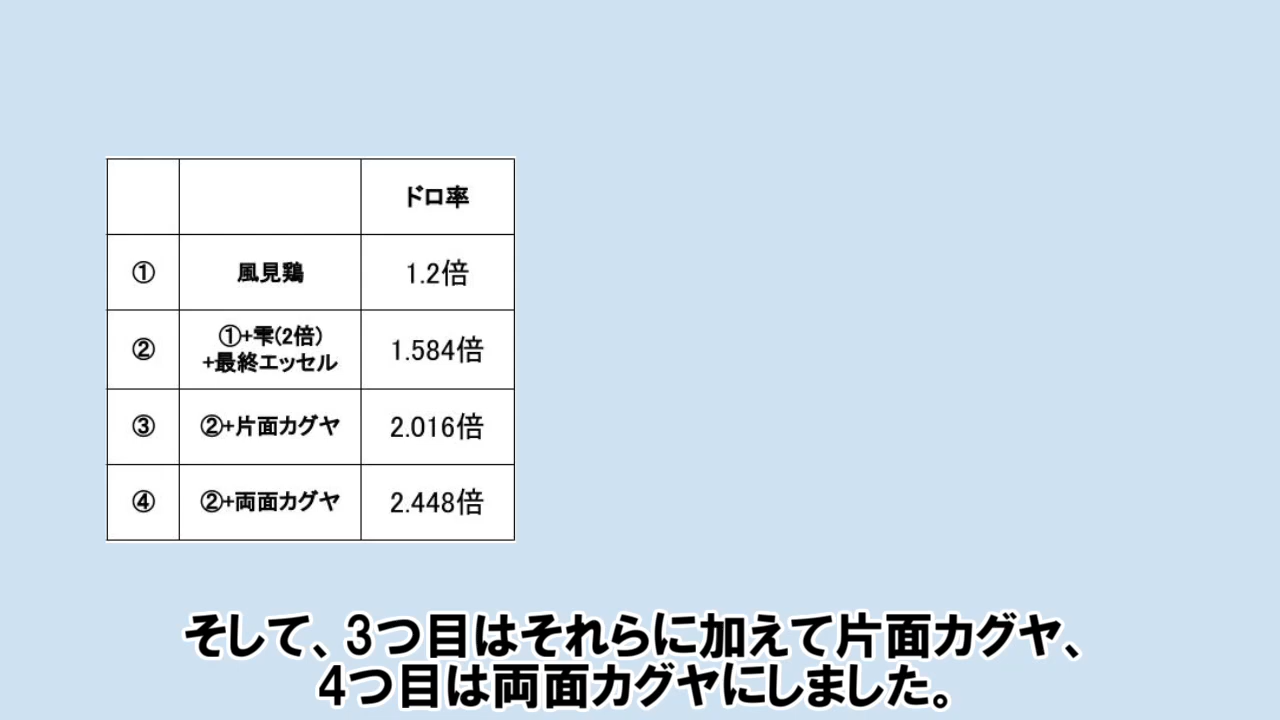 ドロ率
① 風見鶏 1.2倍
② ①+雫(2倍)
+最終エッセル 1.584倍
③ ②+片面カグヤ 2.016倍
④ ②+両面カグヤ 2.448倍
そして、3つ目はそれらに加えて片面カグヤ、
4つ目は両面カグヤにしました。